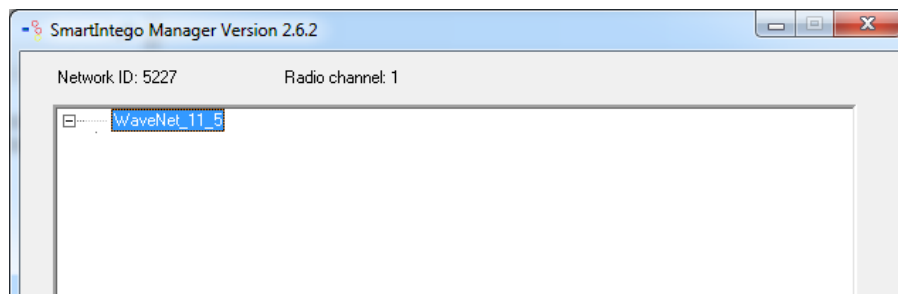 SmartIntego Manager Version 2.6.2
Network ID: 5227 Radio channel: 1
WaveNet_11_5